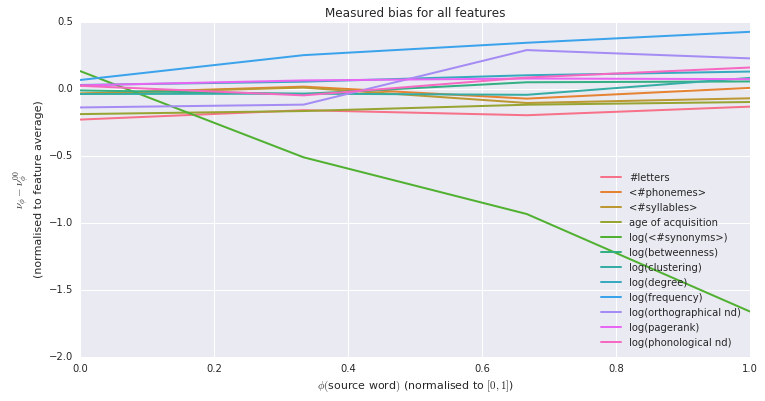 Measured bias for all features
0.5
0.0
−0.5
−1.0
−1.5
−2.0
0.0 0.2 0.4 0.6 0.8 1.0
ν_ϕ − ν_ϕ^00
(normalised to feature average)
ϕ(source word) (normalised to [0, 1])
#letters
<#phonemes>
<#syllables>
age of acquisition
log(<#synonyms>)
log(betweenness)
log(clustering)
log(degree)
log(frequency)
log(orthographical nd)
log(pagerank)
log(phonological nd)